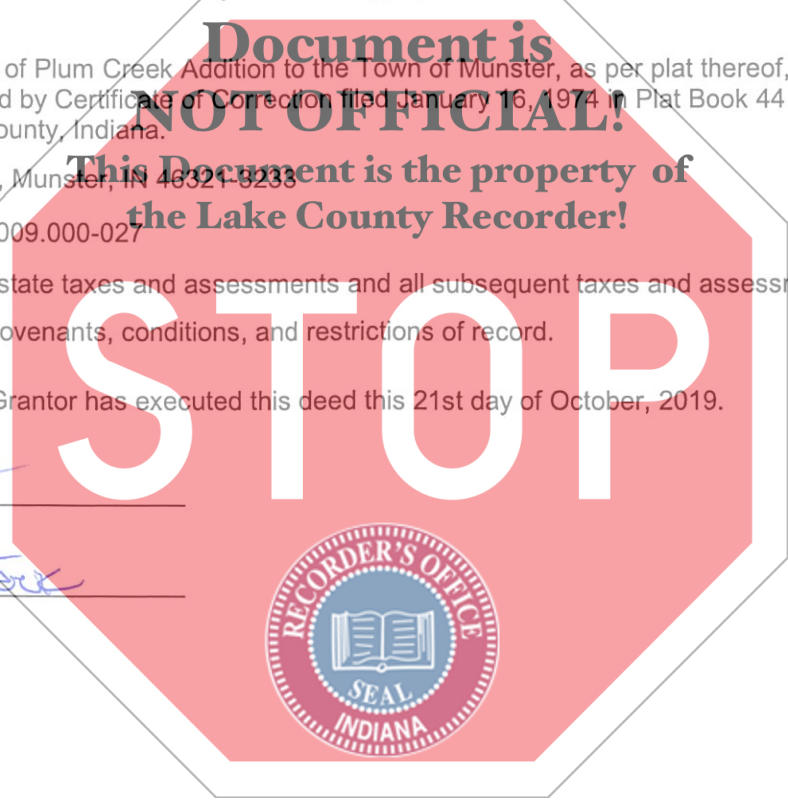 Document is
of Plum Creek Addition to the Town of Munster, as per plat thereof,
d by Certificate of Correction filed January 16, 1974 in Plat Book 44
NOT OFFICIAL!
ounty, Indiana.
This Document is the property of
, Munster, IN 46321-3233
the Lake County Recorder!
009.000-027
state taxes and assessments and all subsequent taxes and assessm
ovenants, conditions, and restrictions of record.
STOP
Grantor has executed this deed this 21st day of October, 2019.
RECORDER'S OFFICE
SEAL
INDIANA